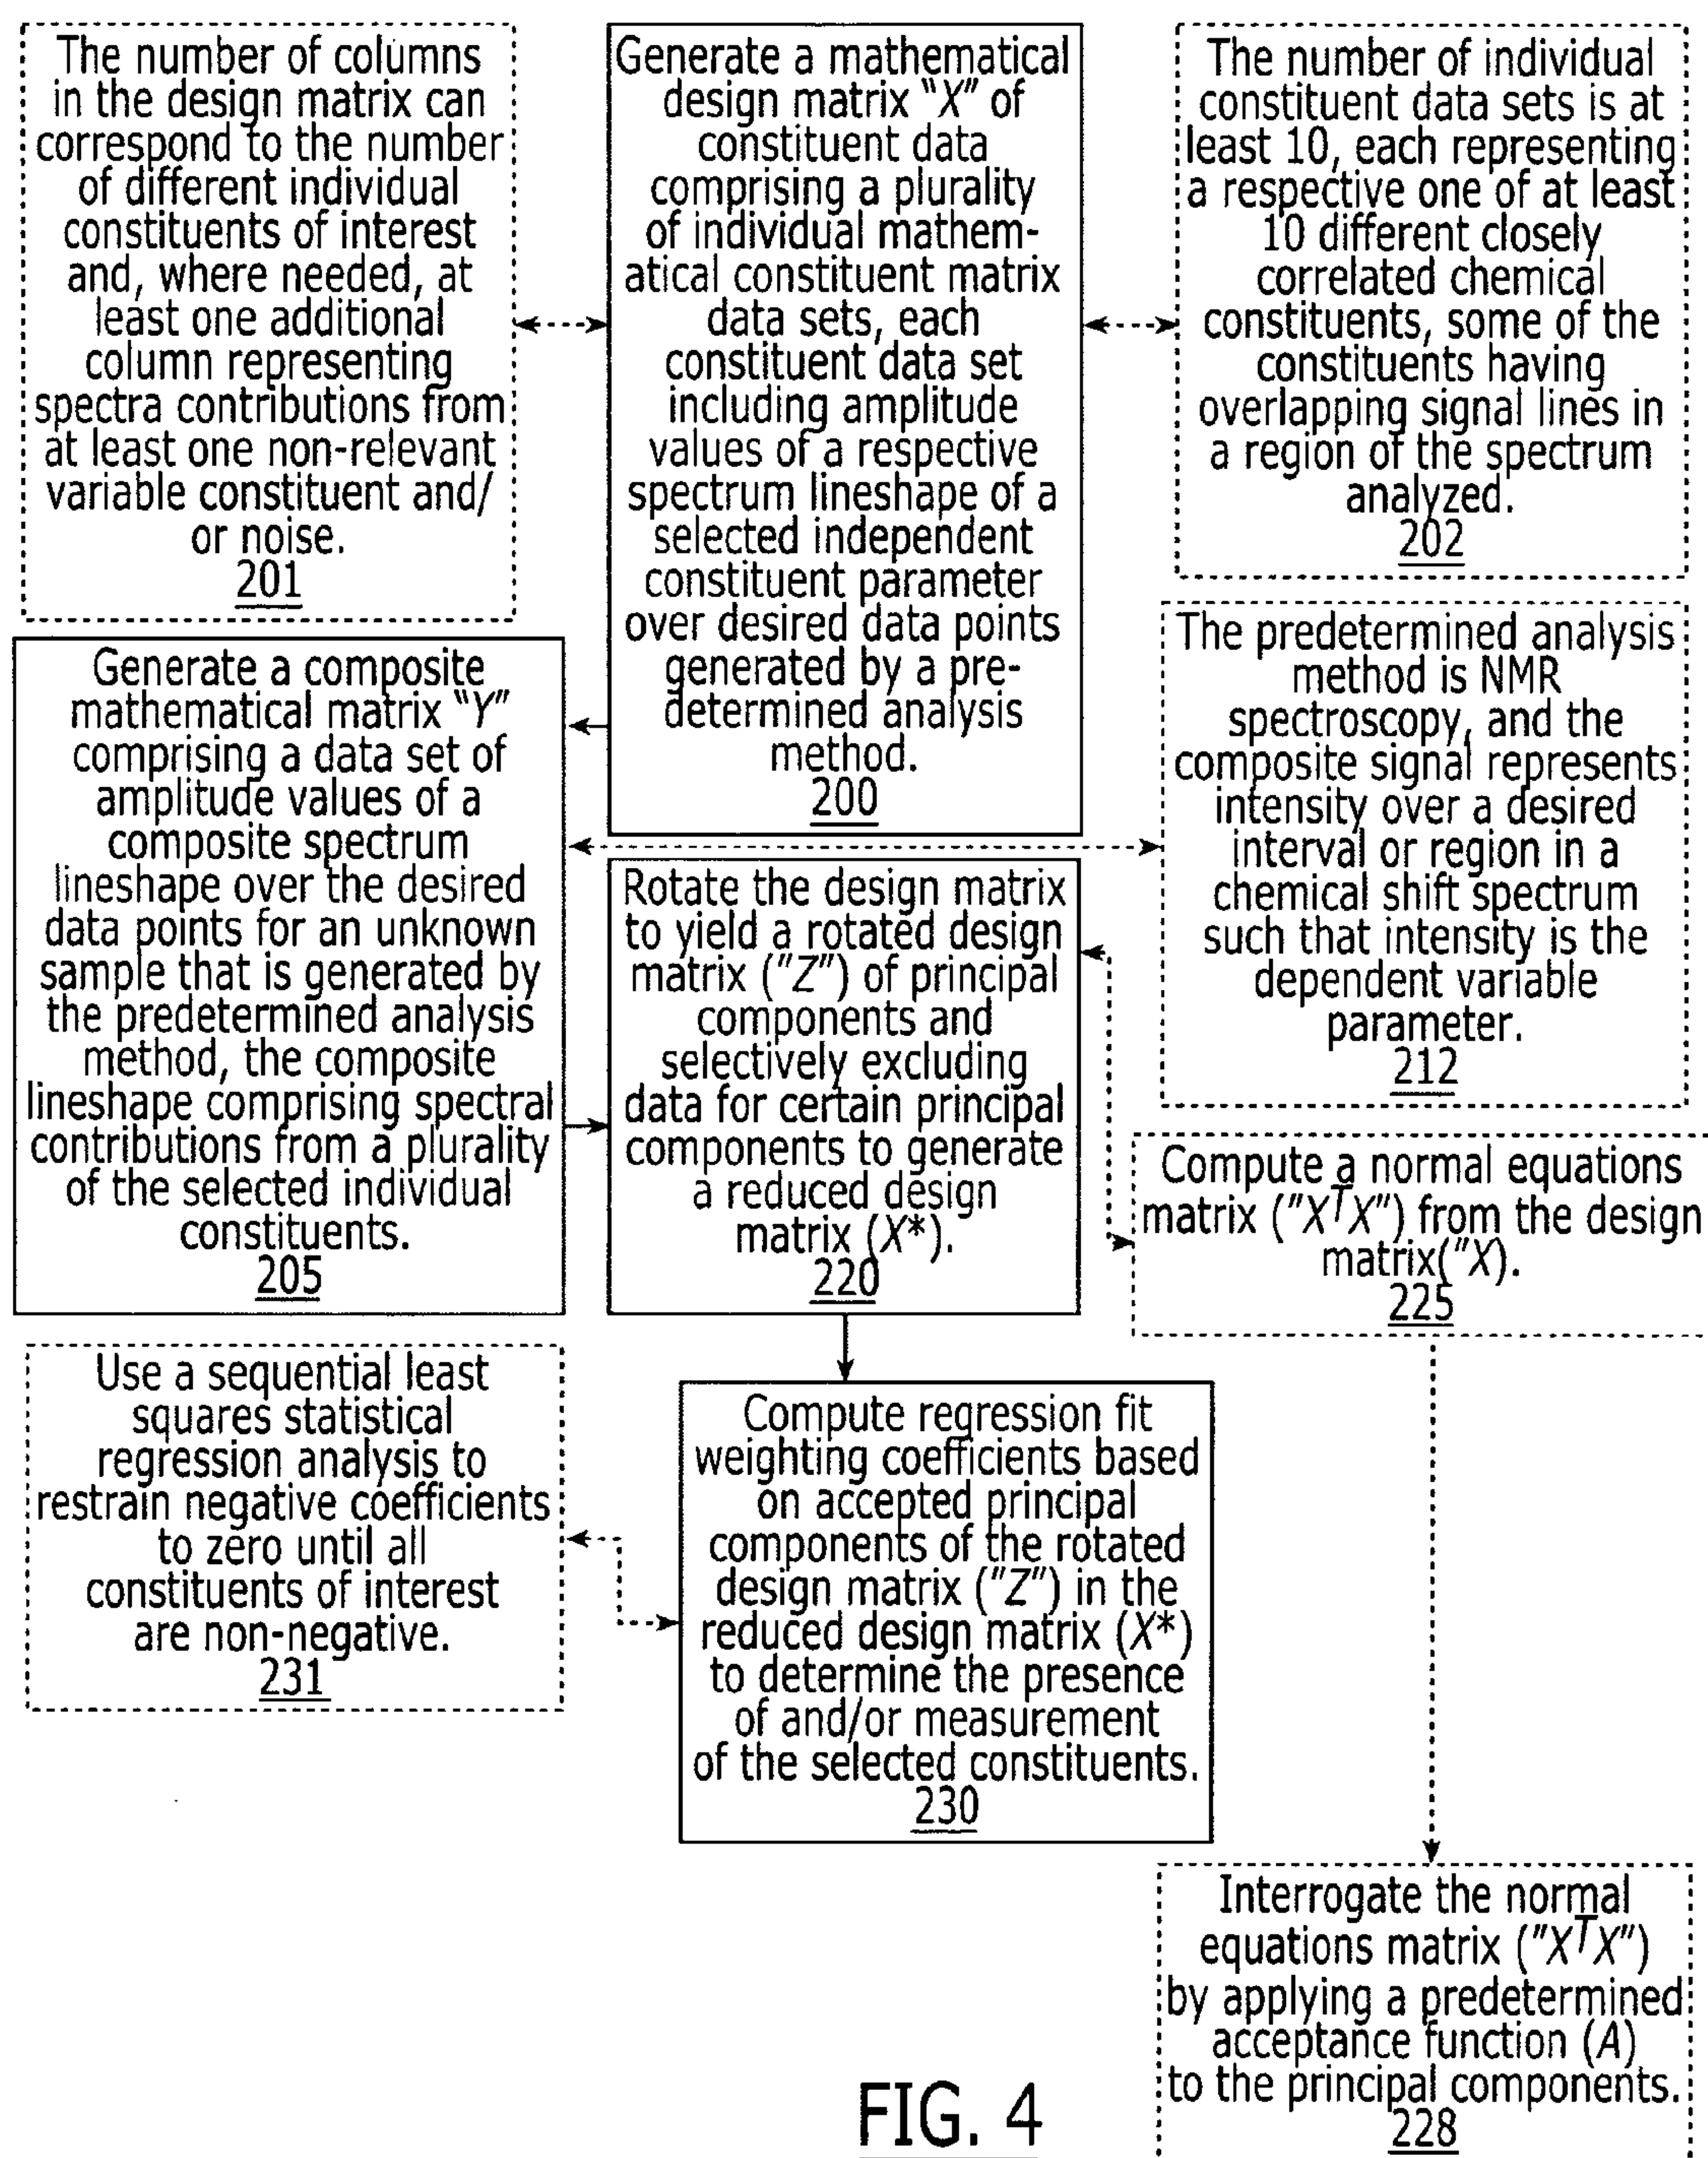 The number of columns
in the design matrix can
correspond to the number
of different individual
constituents of interest
and, where needed, at
least one additional
column representing
spectra contributions from
at least one non-relevant
variable constituent and/
or noise.
201
Generate a mathematical
design matrix "X" of
constituent data
comprising a plurality
of individual mathem-
atical constituent matrix
data sets, each
constituent data set
including amplitude
values of a respective
spectrum lineshape of a
selected independent
constituent parameter
over desired data points
generated by a pre-
determined analysis
method.
200
The number of individual
constituent data sets is at
least 10, each representing
a respective one of at least
10 different closely
correlated chemical
constituents, some of the
constituents having
overlapping signal lines in
a region of the spectrum
analyzed.
202
Generate a composite
mathematical matrix "Y"
comprising a data set of
amplitude values of a
composite spectrum
lineshape over the desired
data points for an unknown
sample that is generated by
the predetermined analysis
method, the composite
lineshape comprising spectral
contributions from a plurality
of the selected individual
constituents.
205
The predetermined analysis
method is NMR
spectroscopy, and the
composite signal represents
intensity over a desired
interval or region in a
chemical shift spectrum
such that intensity is the
dependent variable
parameter.
212
Rotate the design matrix
to yield a rotated design
matrix ("Z") of principal
components and
selectively excluding
data for certain principal
components to generate
a reduced design
matrix (X*).
220
Compute a normal equations
matrix ("XᵀX") from the design
matrix("X).
225
Use a sequential least
squares statistical
regression analysis to
restrain negative coefficients
to zero until all
constituents of interest
are non-negative.
231
Compute regression fit
weighting coefficients based
on accepted principal
components of the rotated
design matrix ("Z") in the
reduced design matrix (X*)
to determine the presence
of and/or measurement
of the selected constituents.
230
Interrogate the normal
equations matrix ("XᵀX")
by applying a predetermined
acceptance function (A)
to the principal components.
228
FIG. 4